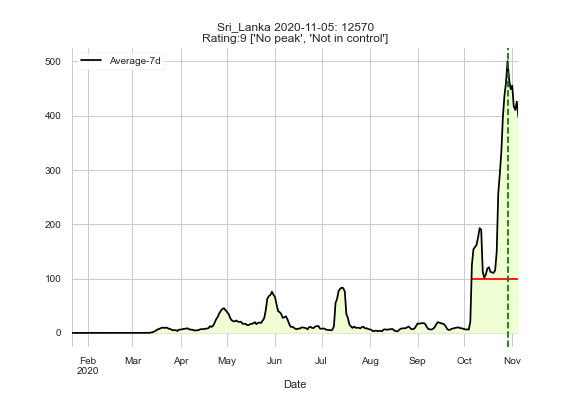 Sri_Lanka 2020-11-05: 12570
Rating:9 ['No peak', 'Not in control']
Average-7d
500
400
300
200
100
0
Feb Mar Apr May Jun Jul Aug Sep Oct Nov
2020
Date